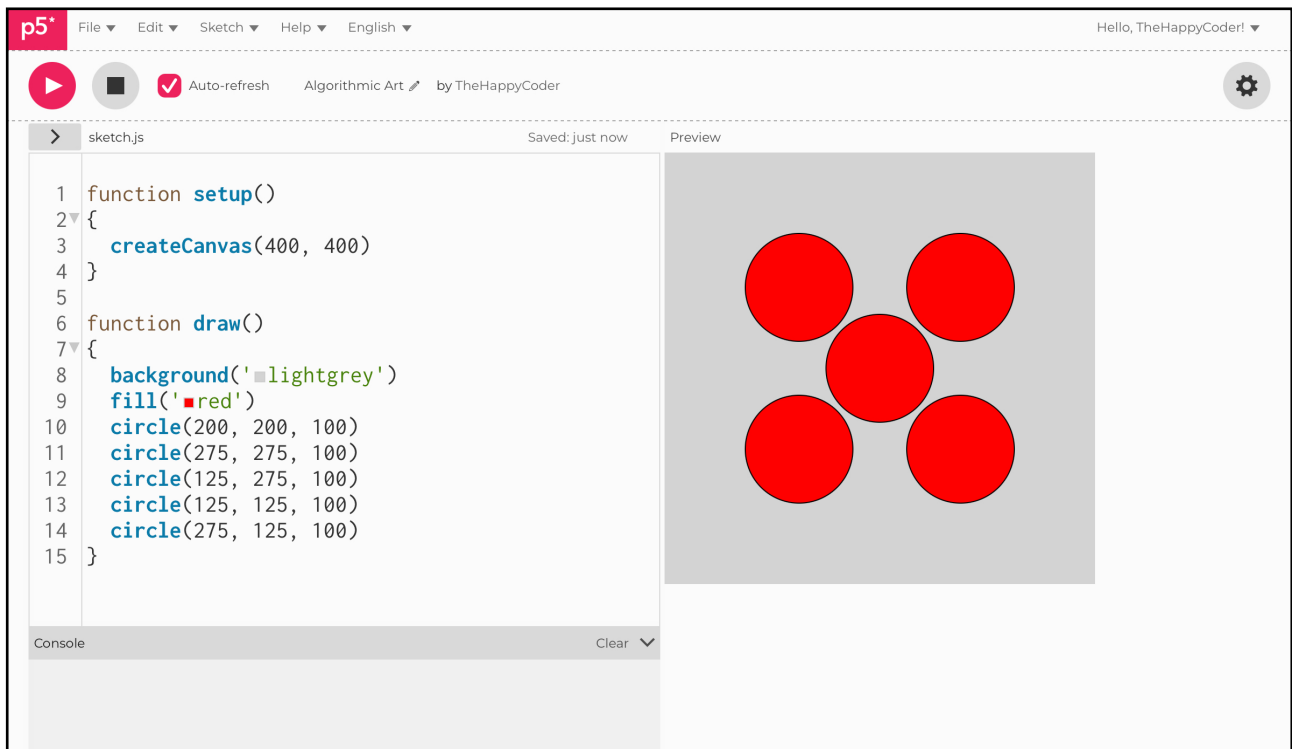 p5* File Edit Sketch Help English Hello, TheHappyCoder!
Auto-refresh Algorithmic Art by TheHappyCoder
sketch.js Saved: just now Preview
1 function setup()
2 {
3 createCanvas(400, 400)
4 }
5
6 function draw()
7 {
8 background('lightgrey')
9 fill('red')
10 circle(200, 200, 100)
11 circle(275, 275, 100)
12 circle(125, 275, 100)
13 circle(125, 125, 100)
14 circle(275, 125, 100)
15 }
Console Clear